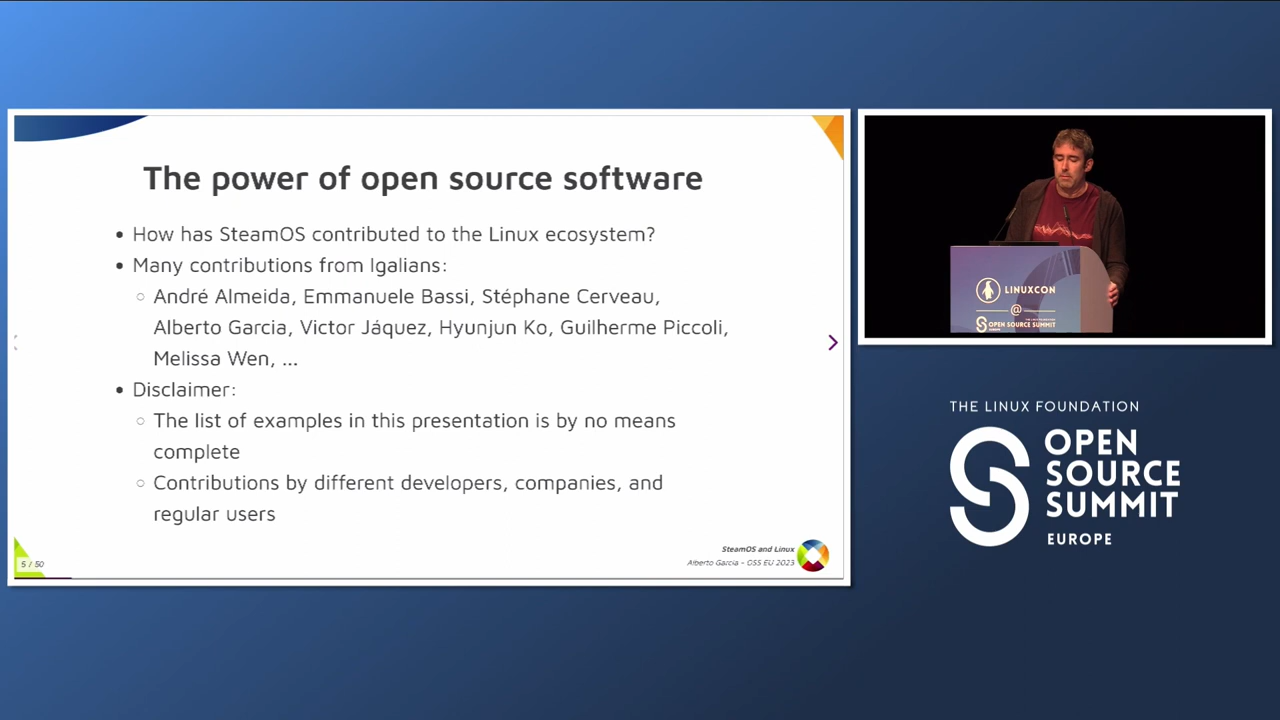 The power of open source software
• How has SteamOS contributed to the Linux ecosystem?
• Many contributions from Igalians:
○ André Almeida, Emmanuele Bassi, Stéphane Cerveau,
Alberto Garcia, Victor Jáquez, Hyunjun Ko, Guilherme Piccoli,
Melissa Wen, ...
• Disclaimer:
○ The list of examples in this presentation is by no means
complete
○ Contributions by different developers, companies, and
regular users
5 / 50
SteamOS and Linux
Alberto Garcia - OSS EU 2023
LINUXCON
@
THE LINUX FOUNDATION
OPEN SOURCE SUMMIT
THE LINUX FOUNDATION
OPEN
SOURCE
SUMMIT
EUROPE